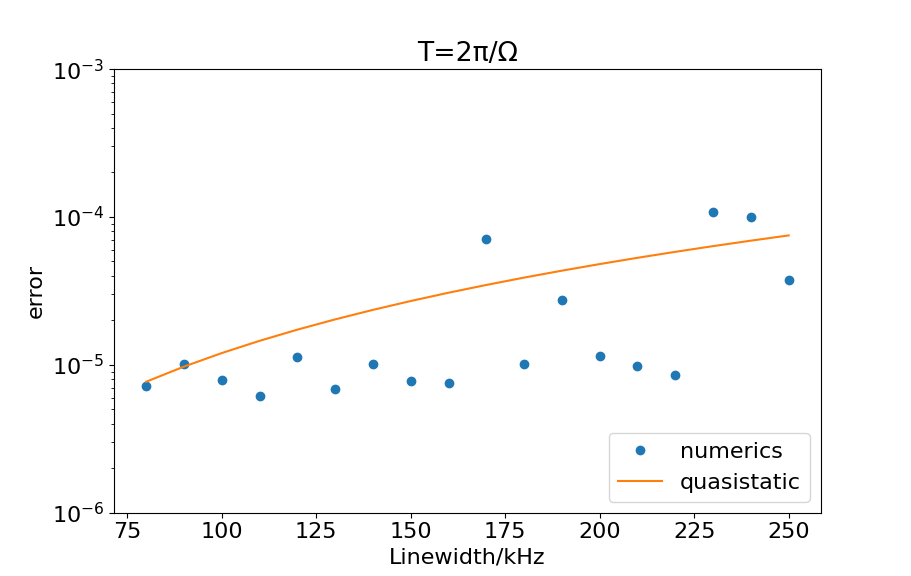 T=2π/Ω
10⁻³
10⁻⁴
10⁻⁵
10⁻⁶
error
75 100 125 150 175 200 225 250
Linewidth/kHz
numerics
quasistatic